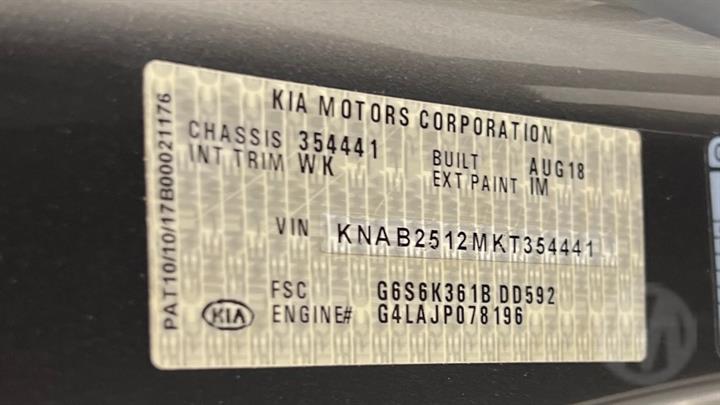 KIA MOTORS CORPORATION
CHASSIS 354441 BUILT AUG18
INT TRIM WK EXT PAINT IM
VIN KNAB2512MKT354441
FSC G6S6K361B DD592
KIA ENGINE# G4LAJP078196
PAT10/10/17B00021176